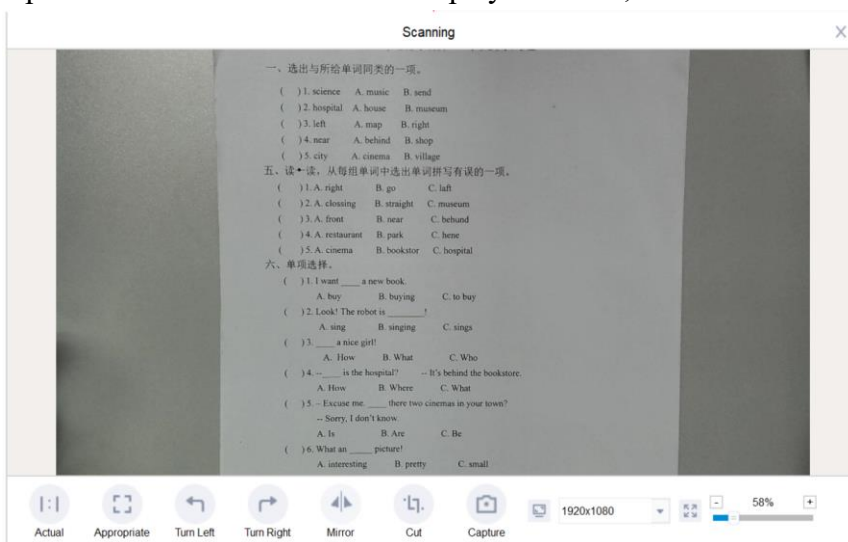 Scanning
一、选出与所给单词同类的一项。
( ) 1. science A. music B. send
( ) 2. hospital A. house B. museum
( ) 3. left A. map B. right
( ) 4. near A. behind B. shop
( ) 5. city A. cinema B. village
五、读一读，从每组单词中选出单词拼写有误的一项。
( ) 1. A. right B. go C. laft
( ) 2. A. clossing B. straight C. museum
( ) 3. A. front B. near C. behund
( ) 4. A. restaurant B. park C. hene
( ) 5. A. cinema B. bookstor C. hospital
六、单项选择。
( ) 1. I want ____ a new book.
A. buy B. buying C. to buy
( ) 2. Look! The robot is ________!
A. sing B. singing C. sings
( ) 3. ____ a nice girl!
A. How B. What C. Who
( ) 4. --____ is the hospital? -- It's behind the bookstore.
A. How B. Where C. What
( ) 5. – Excuse me. ____ there two cinemas in your town?
-- Sorry, I don't know.
A. Is B. Are C. Be
( ) 6. What an _____ picture!
A. interesting B. pretty C. small
1920x1080 58%
Actual Appropriate Turn Left Turn Right Mirror Cut Capture